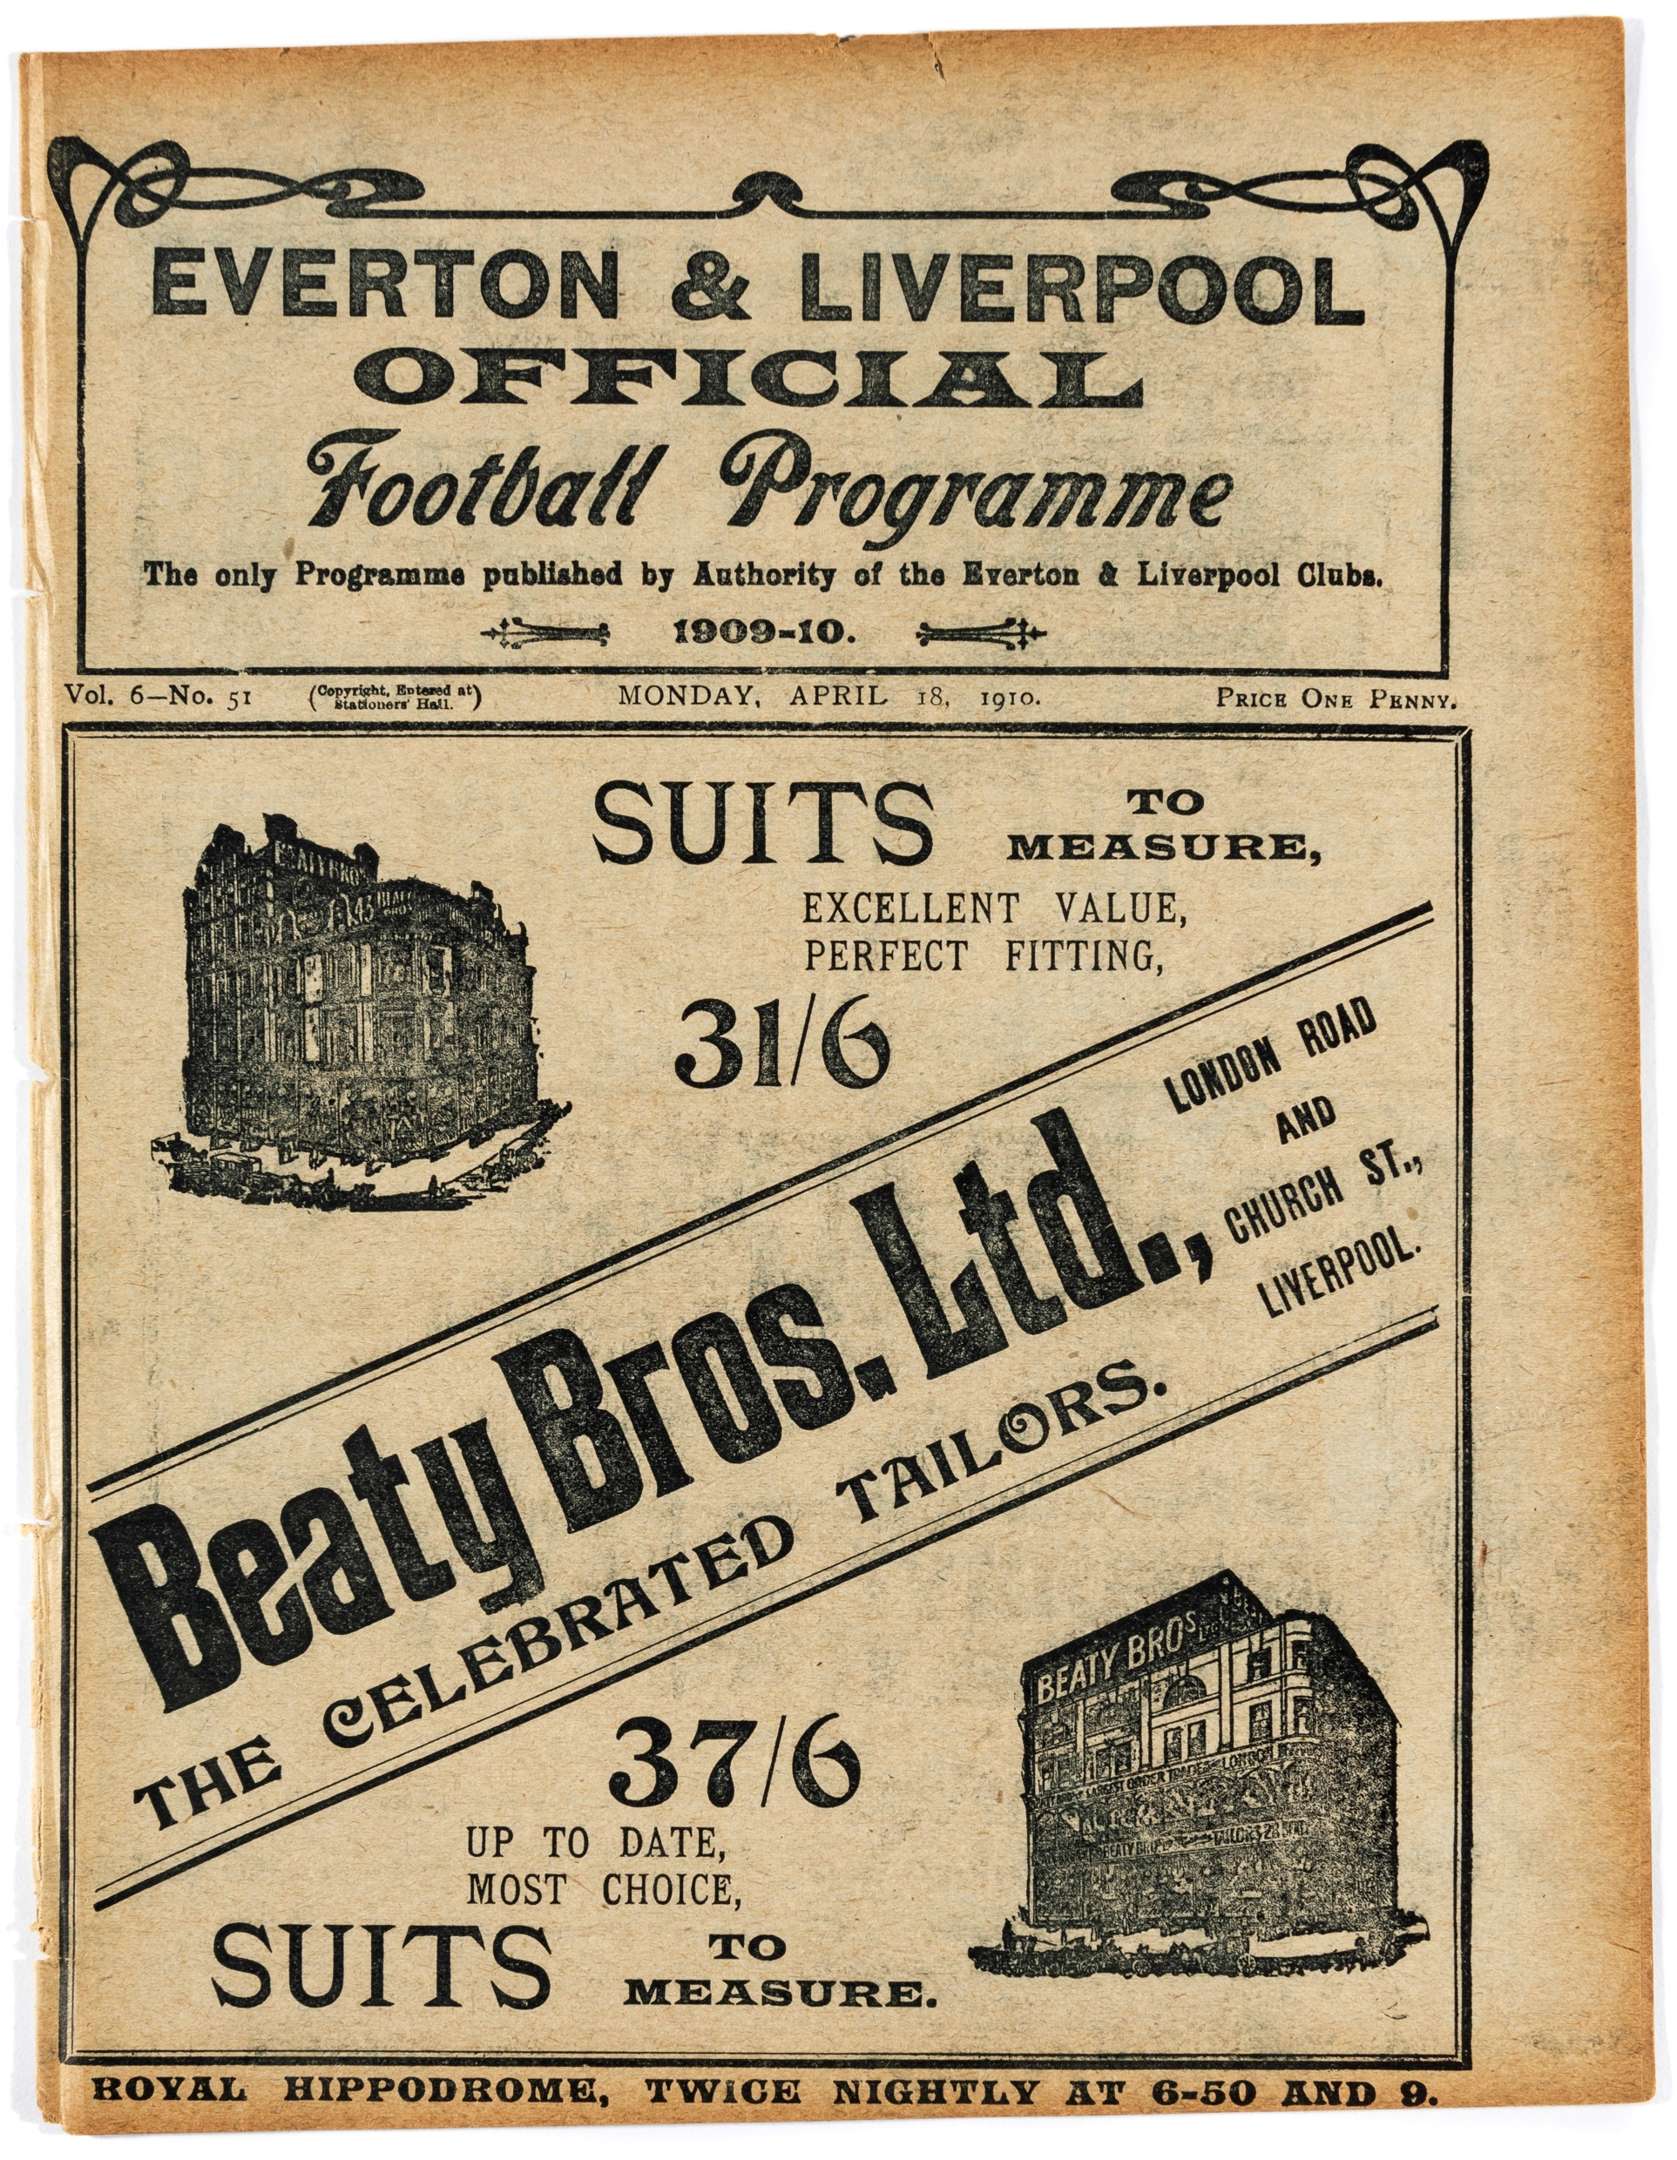 EVERTON & LIVERPOOL
OFFICIAL
Football Programme
The only Programme published by Authority of the Everton & Liverpool Clubs.
1909-10.
Vol. 6—No. 51 (Copyright, Entered at Stationers' Hall.) MONDAY, APRIL 18, 1910. PRICE ONE PENNY.
SUITS TO MEASURE,
EXCELLENT VALUE,
PERFECT FITTING,
31/6
Beaty Bros. Ltd.,
LONDON ROAD
AND
CHURCH ST.,
LIVERPOOL.
THE CELEBRATED TAILORS.
37/6
UP TO DATE,
MOST CHOICE,
SUITS TO MEASURE.
BEATY BROS
ROYAL HIPPODROME, TWICE NIGHTLY AT 6-50 AND 9.